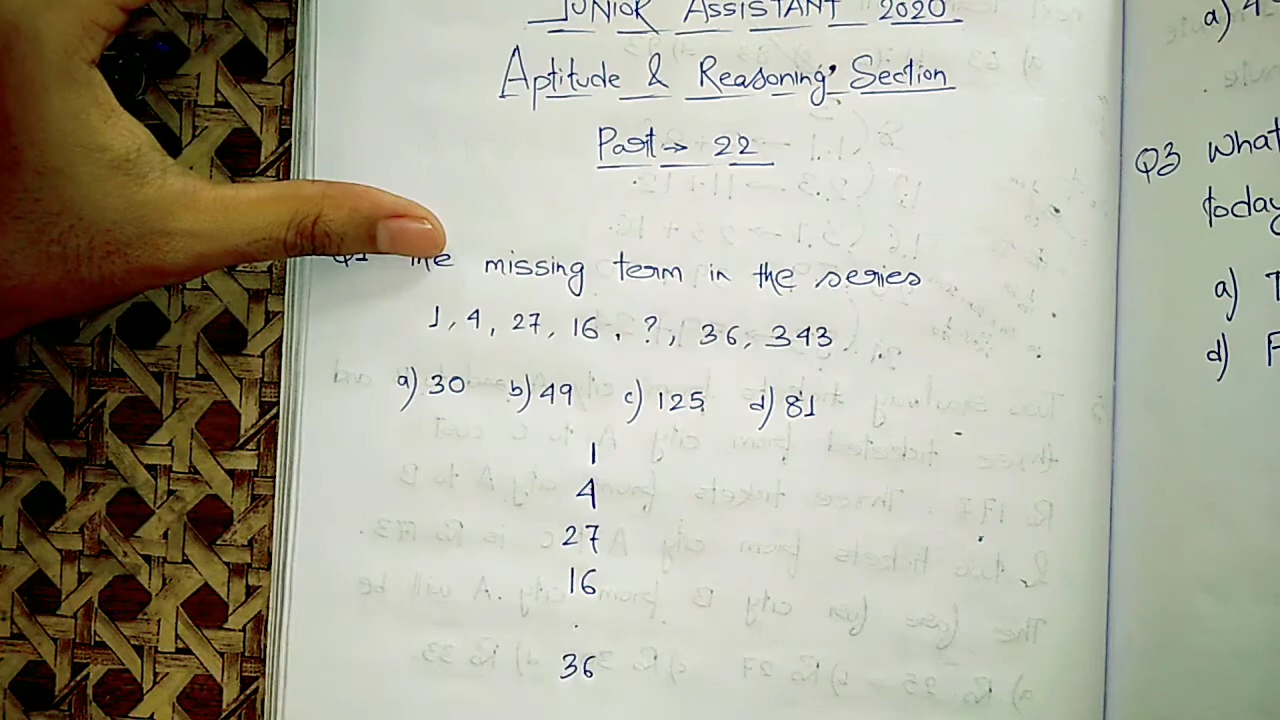 JUNIOR ASSISTANT 2020
Aptitude & Reasoning Section
Part → 22
missing term in the series
1, 4, 27, 16, ?, 36, 343
a) 30 b) 49 c) 125 d) 81
1
4
27
16
.
36
a) 4
Q3 What
today
a)
d)